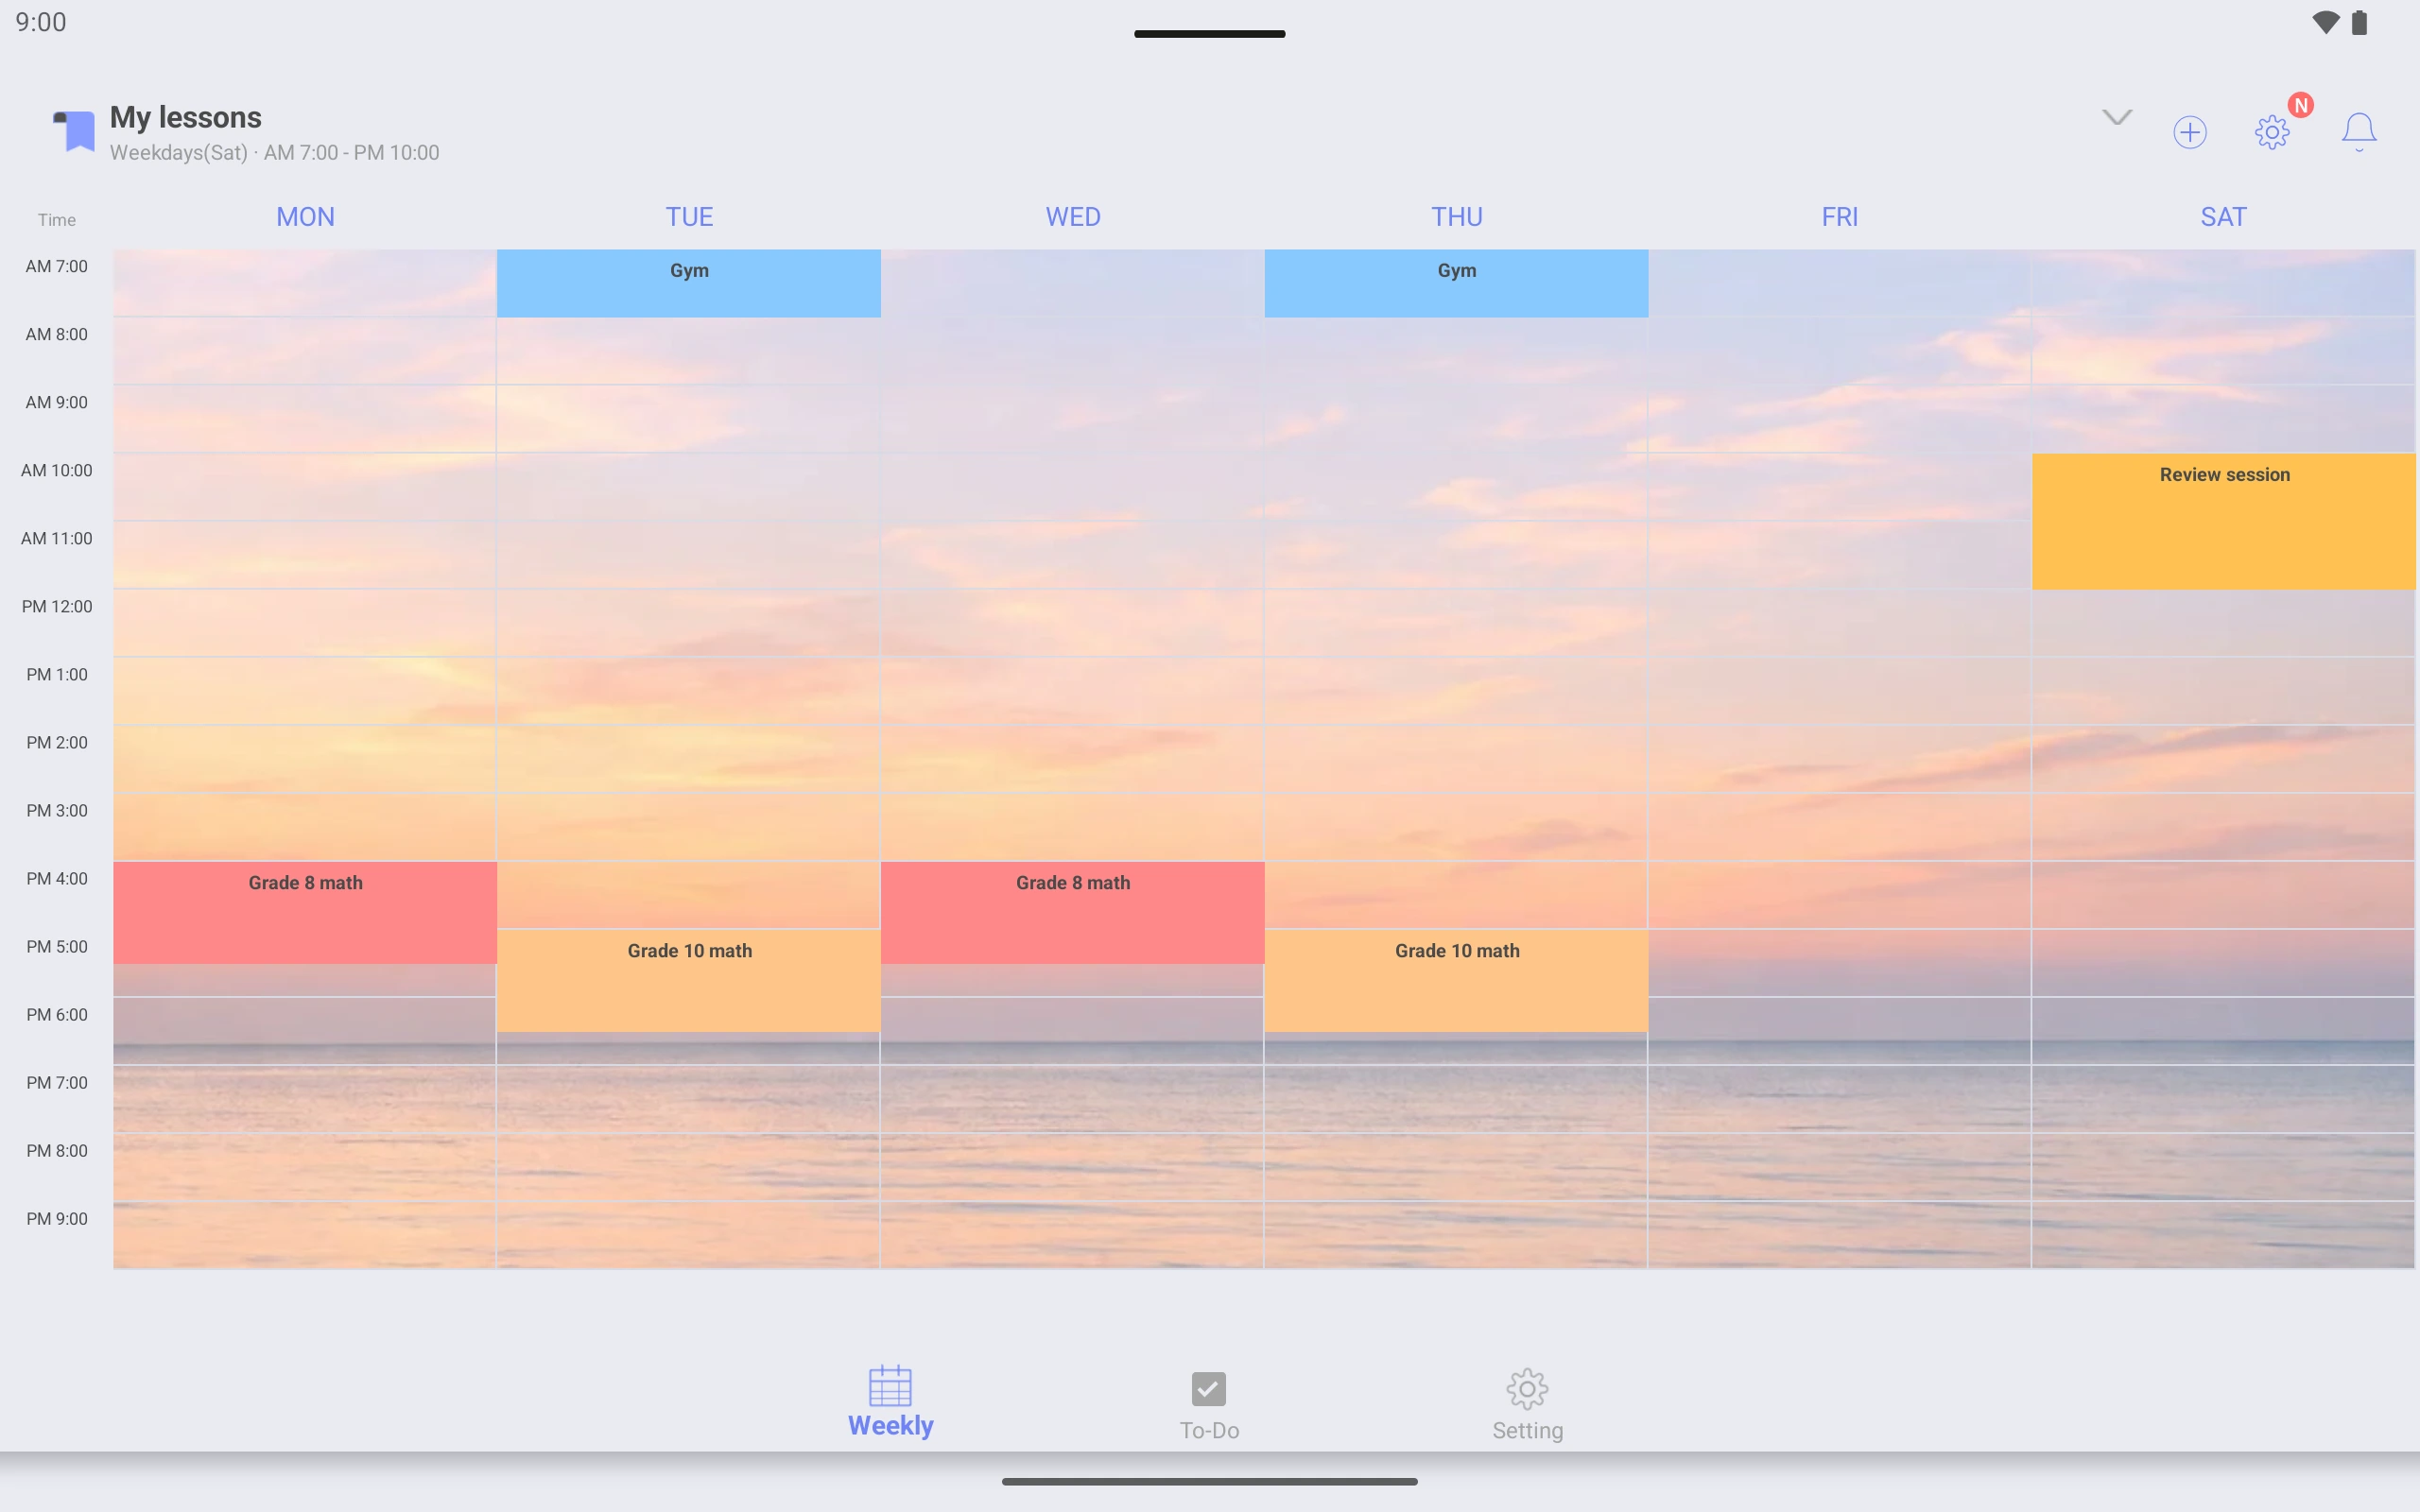 9:00
My lessons
N
Weekdays(Sat) · AM 7:00 - PM 10:00
Time MON TUE WED THU FRI SAT
AM 7:00 Gym Gym
AM 8:00
AM 9:00
AM 10:00 Review session
AM 11:00
PM 12:00
PM 1:00
PM 2:00
PM 3:00
PM 4:00 Grade 8 math Grade 8 math
PM 5:00 Grade 10 math Grade 10 math
PM 6:00
PM 7:00
PM 8:00
PM 9:00
Weekly To-Do Setting